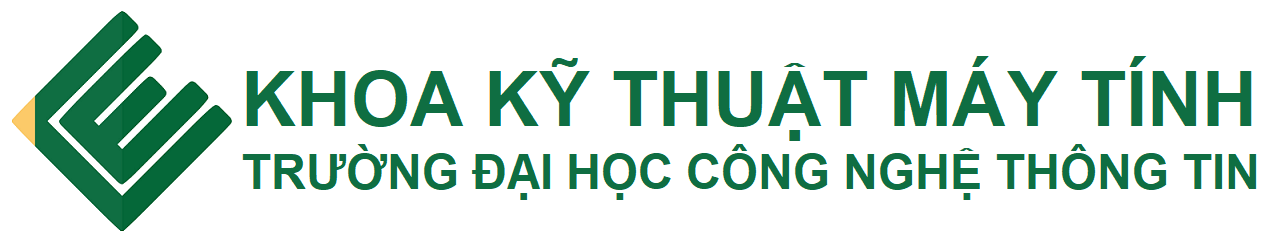 KHOA KỸ THUẬT MÁY TÍNH
TRƯỜNG ĐẠI HỌC CÔNG NGHỆ THÔNG TIN